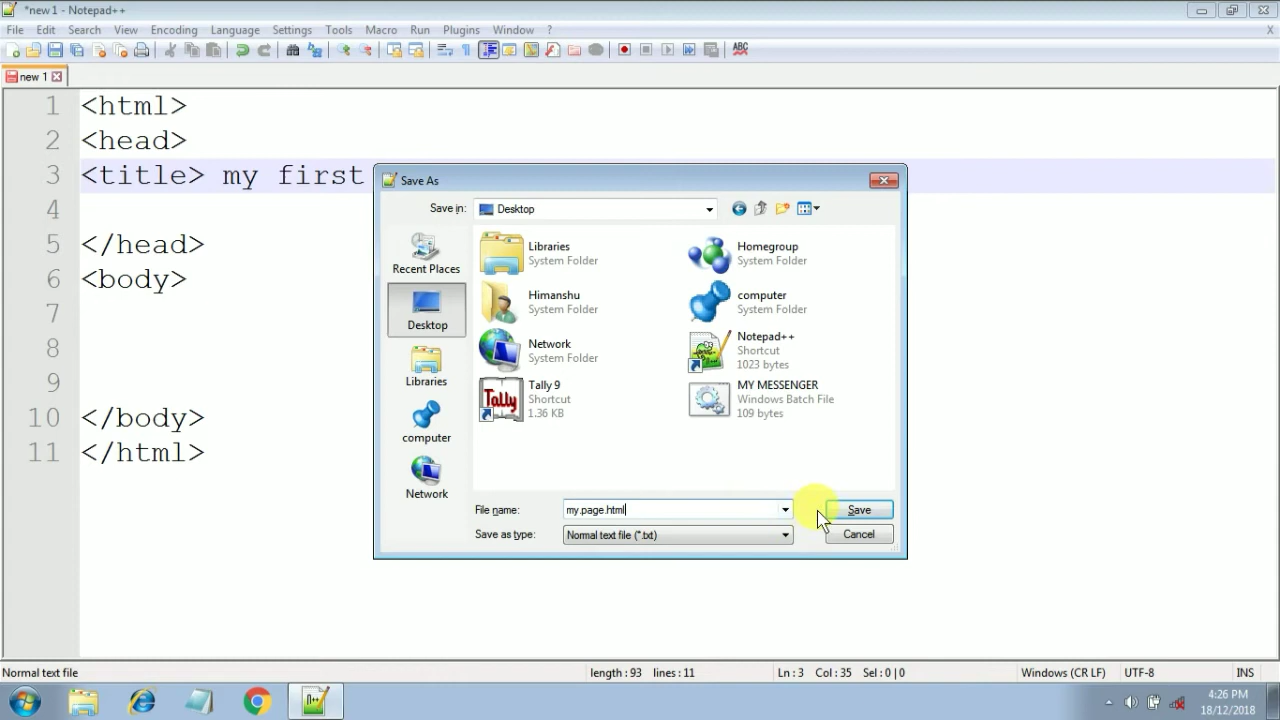 *new 1 - Notepad++
File Edit Search View Encoding Language Settings Tools Macro Run Plugins Window ? X
ABC
new 1
1 <html>
2 <head>
3 <title> my first
4
5 </head>
6 <body>
7
8
9
10 </body>
11 </html>
Save As
Save in: Desktop
Recent Places
Desktop
Libraries
computer
Network
Libraries
System Folder
Homegroup
System Folder
Himanshu
System Folder
computer
System Folder
Network
System Folder
Notepad++
Shortcut
1023 bytes
Tally
Tally 9
Shortcut
1.36 KB
MY MESSENGER
Windows Batch File
109 bytes
File name: my.page.html Save
Save as type: Normal text file (*.txt) Cancel
Normal text file length : 93 lines : 11 Ln : 3 Col : 35 Sel : 0 | 0 Windows (CR LF) UTF-8 INS
4:26 PM
18/12/2018